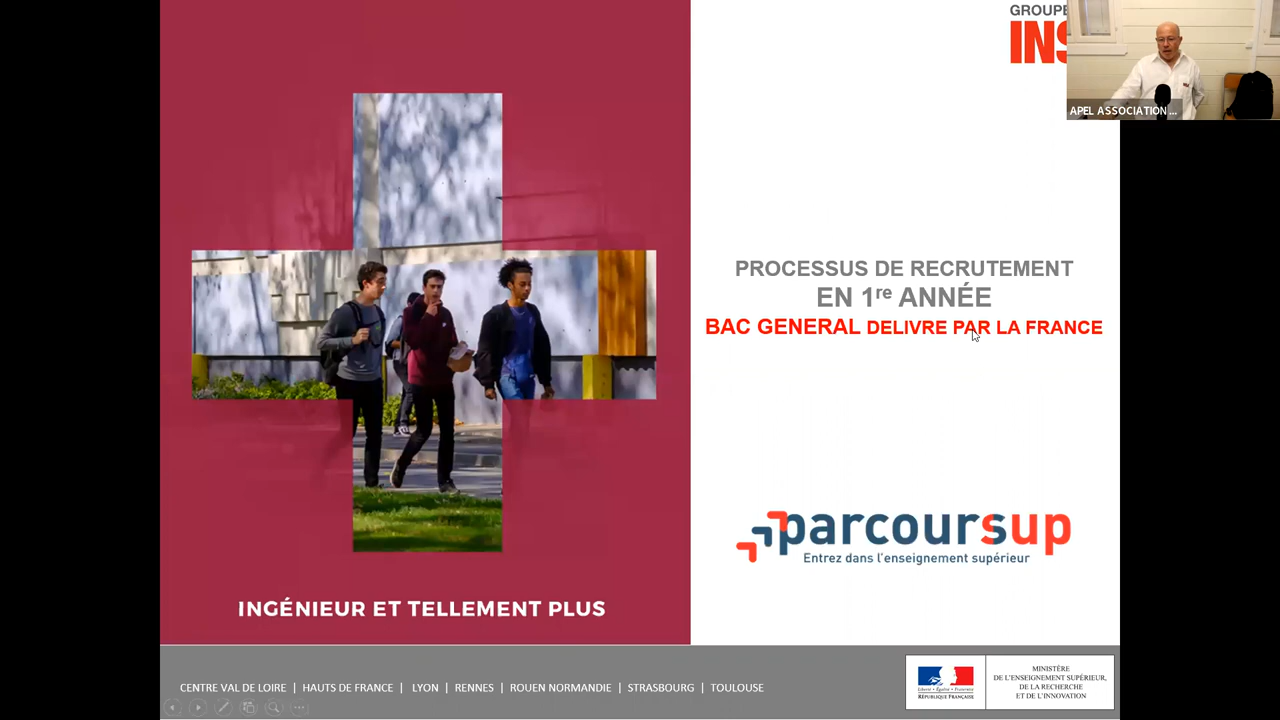 GROUPE
INS
APEL ASSOCIATION ...
PROCESSUS DE RECRUTEMENT
EN 1re ANNÉE
BAC GENERAL DELIVRE PAR LA FRANCE
parcoursup
Entrez dans l'enseignement supérieur
INGÉNIEUR ET TELLEMENT PLUS
CENTRE VAL DE LOIRE | HAUTS DE FRANCE | LYON | RENNES | ROUEN NORMANDIE | STRASBOURG | TOULOUSE
Liberté • Égalité • Fraternité
RÉPUBLIQUE FRANÇAISE
MINISTÈRE
DE L'ENSEIGNEMENT SUPÉRIEUR,
DE LA RECHERCHE
ET DE L'INNOVATION